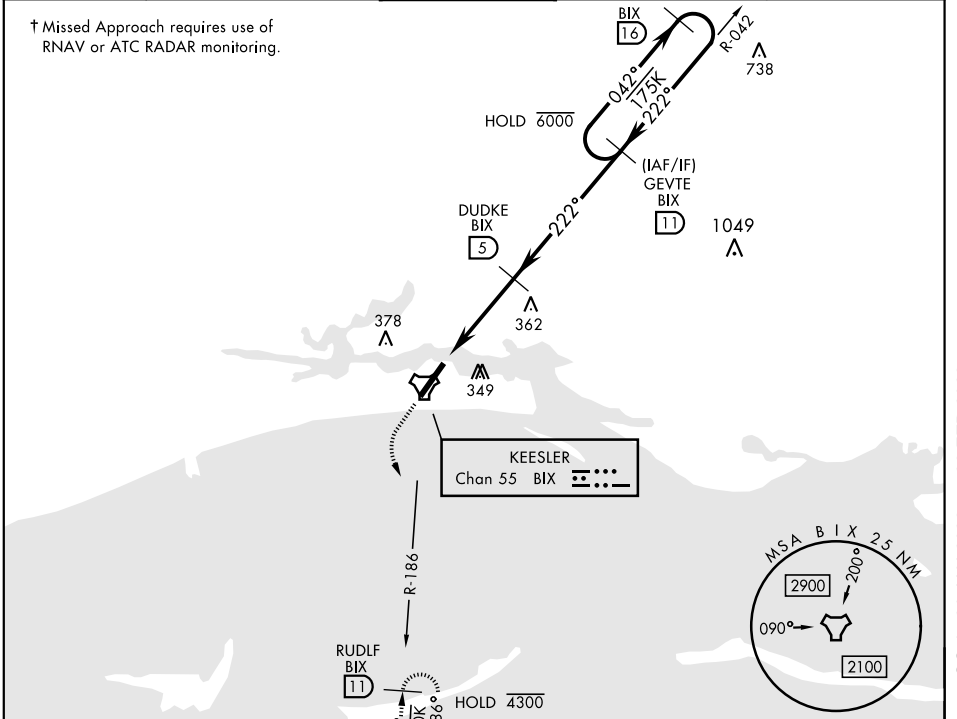 † Missed Approach requires use of
RNAV or ATC RADAR monitoring.
BIX
16
R-042
738
042°
175K
222°
HOLD 6000
(IAF/IF)
GEVTE
BIX
11
1049
222°
DUDKE
BIX
5
362
378
349
KEESLER
Chan 55 BIX
R-186
MSA BIX 25 NM
200°
2900
090°
2100
RUDLF
BIX
11
HOLD 4300